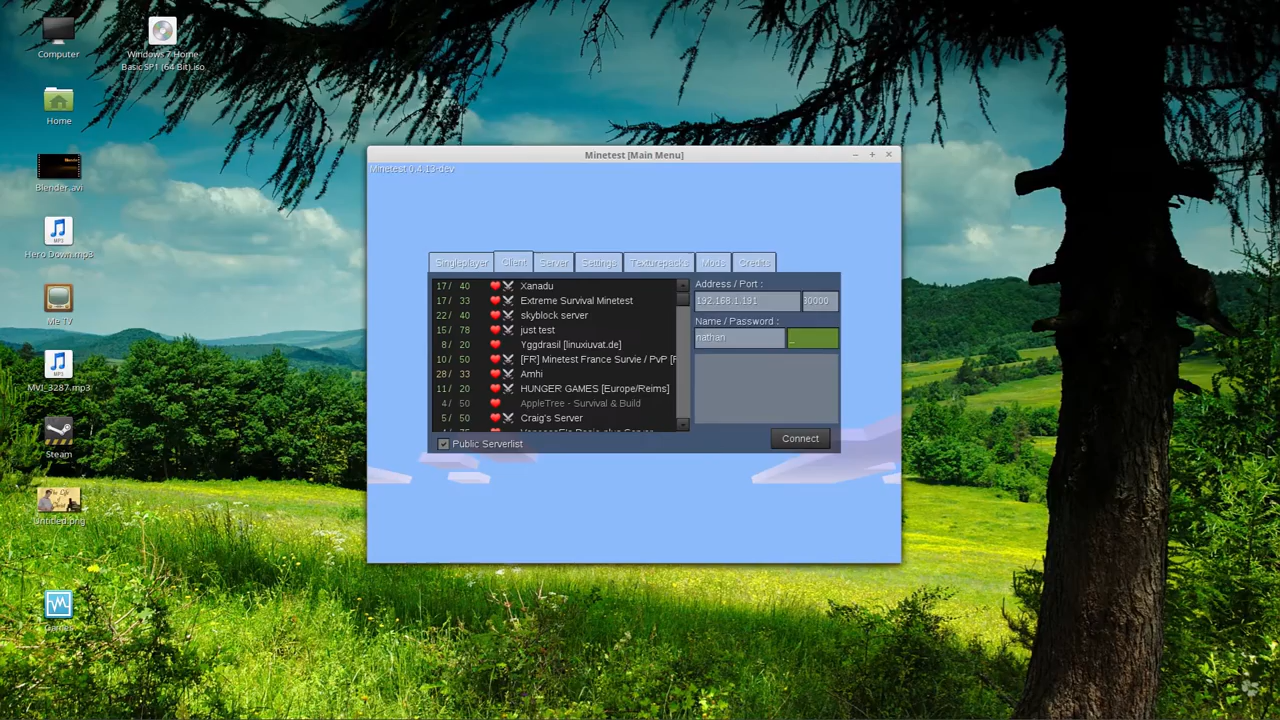 Computer
Windows 7 Home
Basic SP1 (64 Bit).iso
Home
Blender.avi
Hero Down.mp3
Me TV
MVI_3287.mp3
Steam
Untitled.png
Games
Minetest [Main Menu]
Minetest 0.4.13-dev
Singleplayer Client Server Settings Texturepacks Mods Credits
17 / 40 Xanadu
17 / 33 Extreme Survival Minetest
22 / 40 skyblock server
15 / 78 just test
8 / 20 Yggdrasil [linuxiuvat.de]
10 / 50 [FR] Minetest France Survie / PvP [F
28 / 33 Amhi
11 / 20 HUNGER GAMES [Europe/Reims]
4 / 50 AppleTree - Survival & Build
5 / 50 Craig's Server
Public Serverlist
Address / Port :
192.168.1.191 30000
Name / Password :
nathan _
Connect